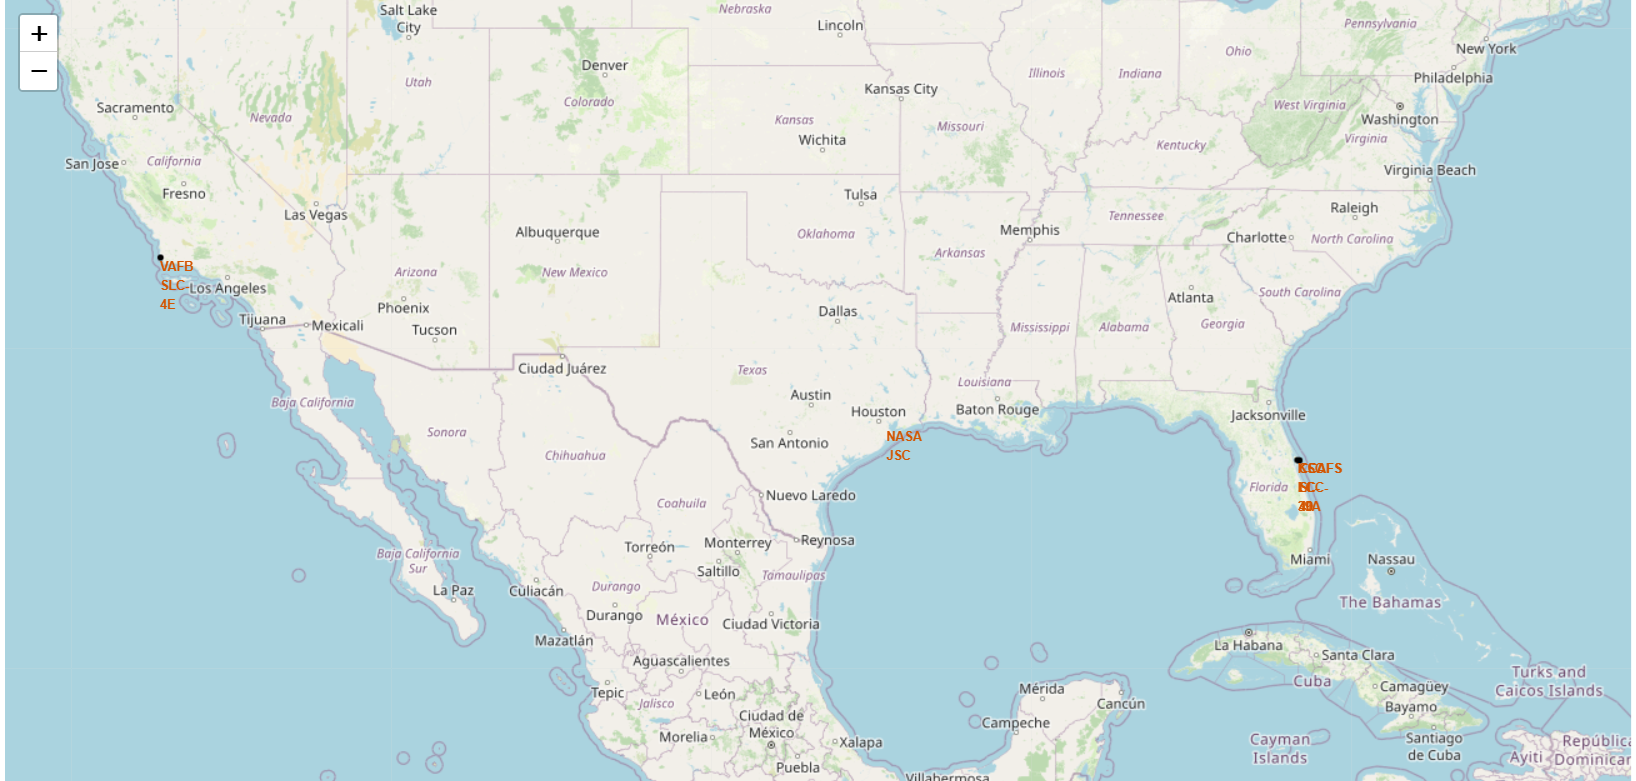 +
−
Salt Lake
City
Nebraska
Lincoln
Pennsylvania
New York
Denver
Utah
Colorado
Kansas City
Illinois
Indiana
Ohio
Philadelphia
Sacramento
Nevada
Kansas
Missouri
West Virginia
Washington
Wichita
Virginia
San Jose
California
Kentucky
Virginia Beach
Fresno
Tulsa
Las Vegas
Tennessee
Raleigh
Albuquerque
Oklahoma
Memphis
Charlotte
North Carolina
Arkansas
VAFB
SLC-
4E
Arizona
New Mexico
Los Angeles
Phoenix
Atlanta
South Carolina
Tijuana
Mexicali
Tucson
Dallas
Mississippi
Alabama
Georgia
Ciudad Juárez
Texas
Louisiana
Baja California
Austin
Houston
Baton Rouge
Jacksonville
Sonora
San Antonio
NASA
JSC
Chihuahua
Florida
Coahuila
Nuevo Laredo
Torreón
Monterrey
Reynosa
Baja California
Sur
Saltillo
Tamaulipas
Miami
Nassau
La Paz
Culiacán
Durango
Durango
México
Ciudad Victoria
The Bahamas
Mazatlán
La Habana
Santa Clara
Aguascalientes
Turks and
Caicos Islands
Tepic
León
Mérida
Cuba
Camagüey
Jalisco
Cancún
Bayamo
Ciudad de
México
Campeche
Morelia
Xalapa
Cayman
Islands
Santiago
de Cuba
República
Dominican
Ayiti
Puebla
Villahermosa